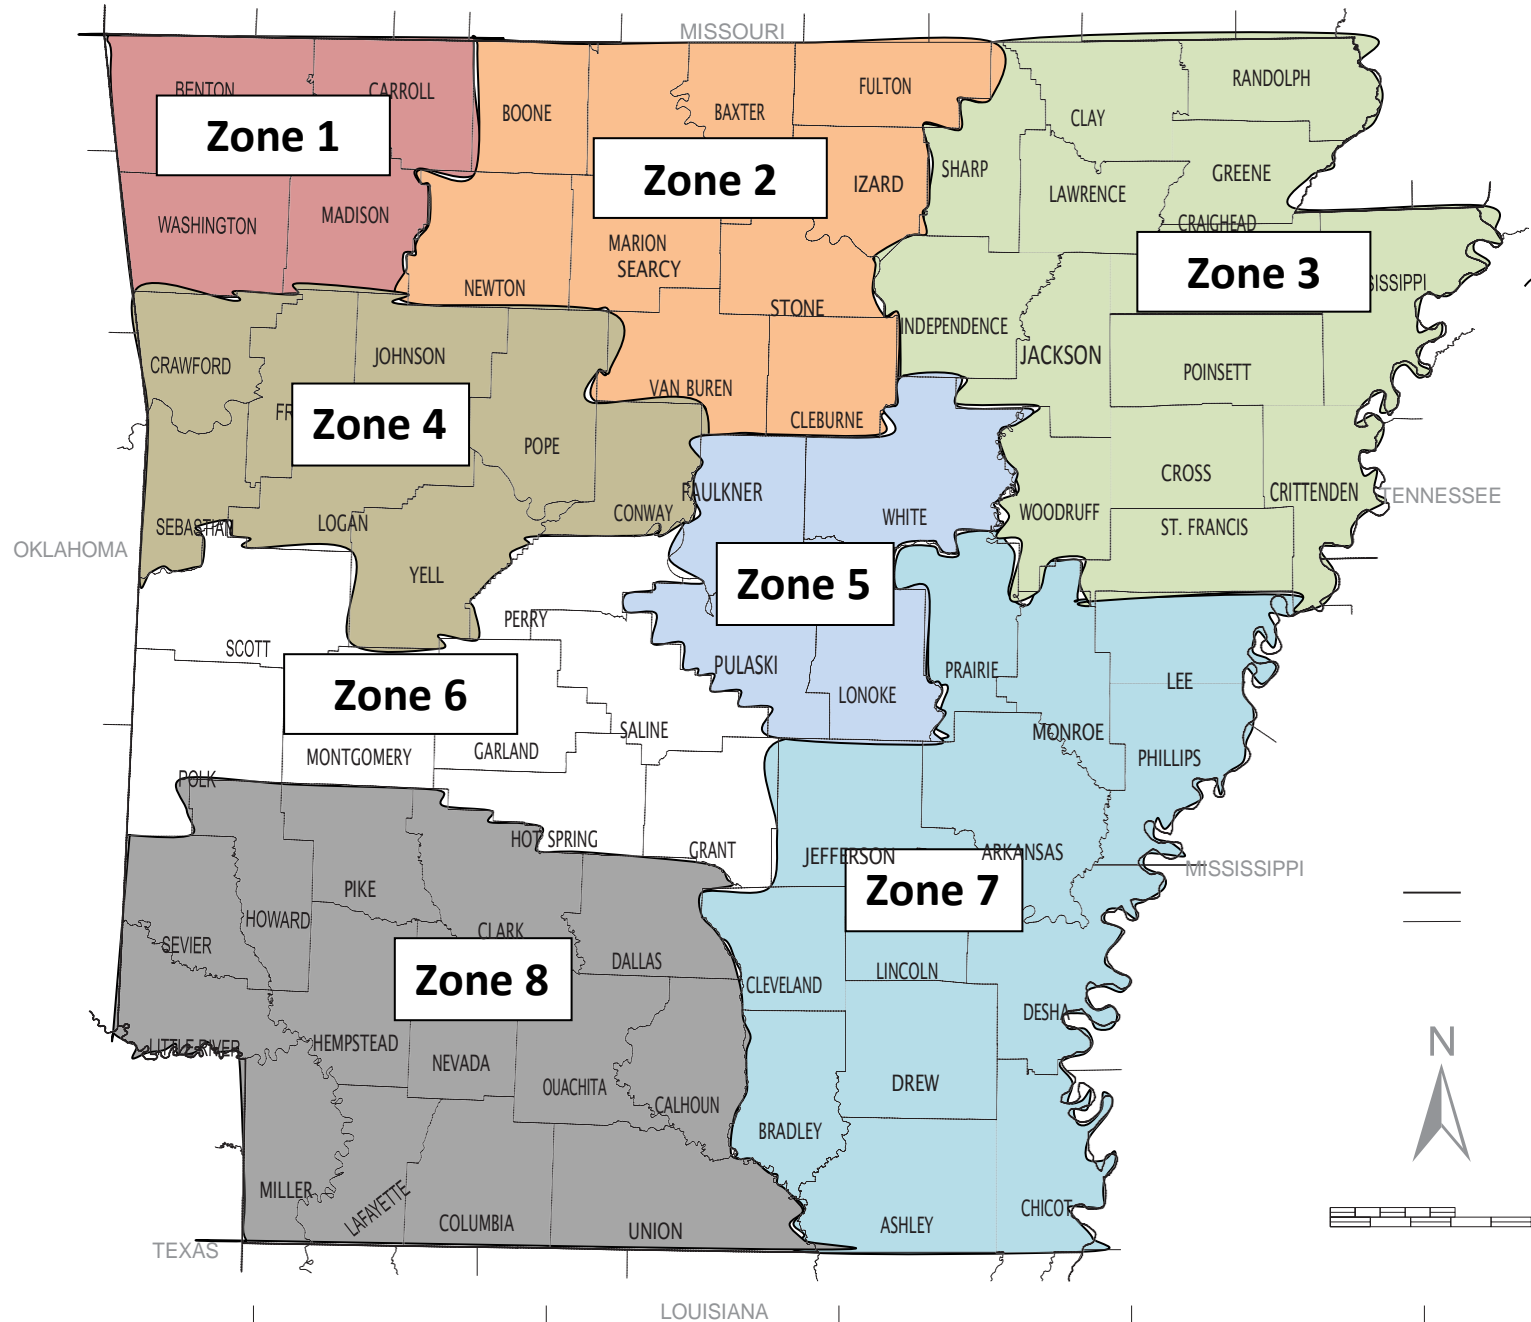 MISSOURI
RANDOLPH
BENTON
CARROLL
FULTON
BOONE
BAXTER
CLAY
Zone 1
Zone 2
SHARP
GREENE
IZARD
LAWRENCE
WASHINGTON
MADISON
CRAIGHEAD
MARION
SEARCY
Zone 3
SISSIPPI
NEWTON
STONE
INDEPENDENCE
JACKSON
JOHNSON
CRAWFORD
POINSETT
VAN BUREN
FR
Zone 4
CLEBURNE
POPE
CROSS
FAULKNER
CRITTENDEN
TENNESSEE
CONWAY
WOODRUFF
WHITE
LOGAN
SEBASTIAN
ST. FRANCIS
OKLAHOMA
YELL
Zone 5
PERRY
SCOTT
PULASKI
PRAIRIE
LEE
Zone 6
LONOKE
SALINE
MONROE
GARLAND
MONTGOMERY
PHILLIPS
POLK
HOT SPRING
GRANT
JEFFERSON
ARKANSAS
MISSISSIPPI
PIKE
Zone 7
HOWARD
CLARK
SEVIER
DALLAS
LINCOLN
Zone 8
CLEVELAND
DESHA
HEMPSTEAD
LITTLE RIVER
N
NEVADA
OUACHITA
DREW
CALHOUN
BRADLEY
MILLER
LAFAYETTE
CHICOT
COLUMBIA
UNION
ASHLEY
TEXAS
LOUISIANA